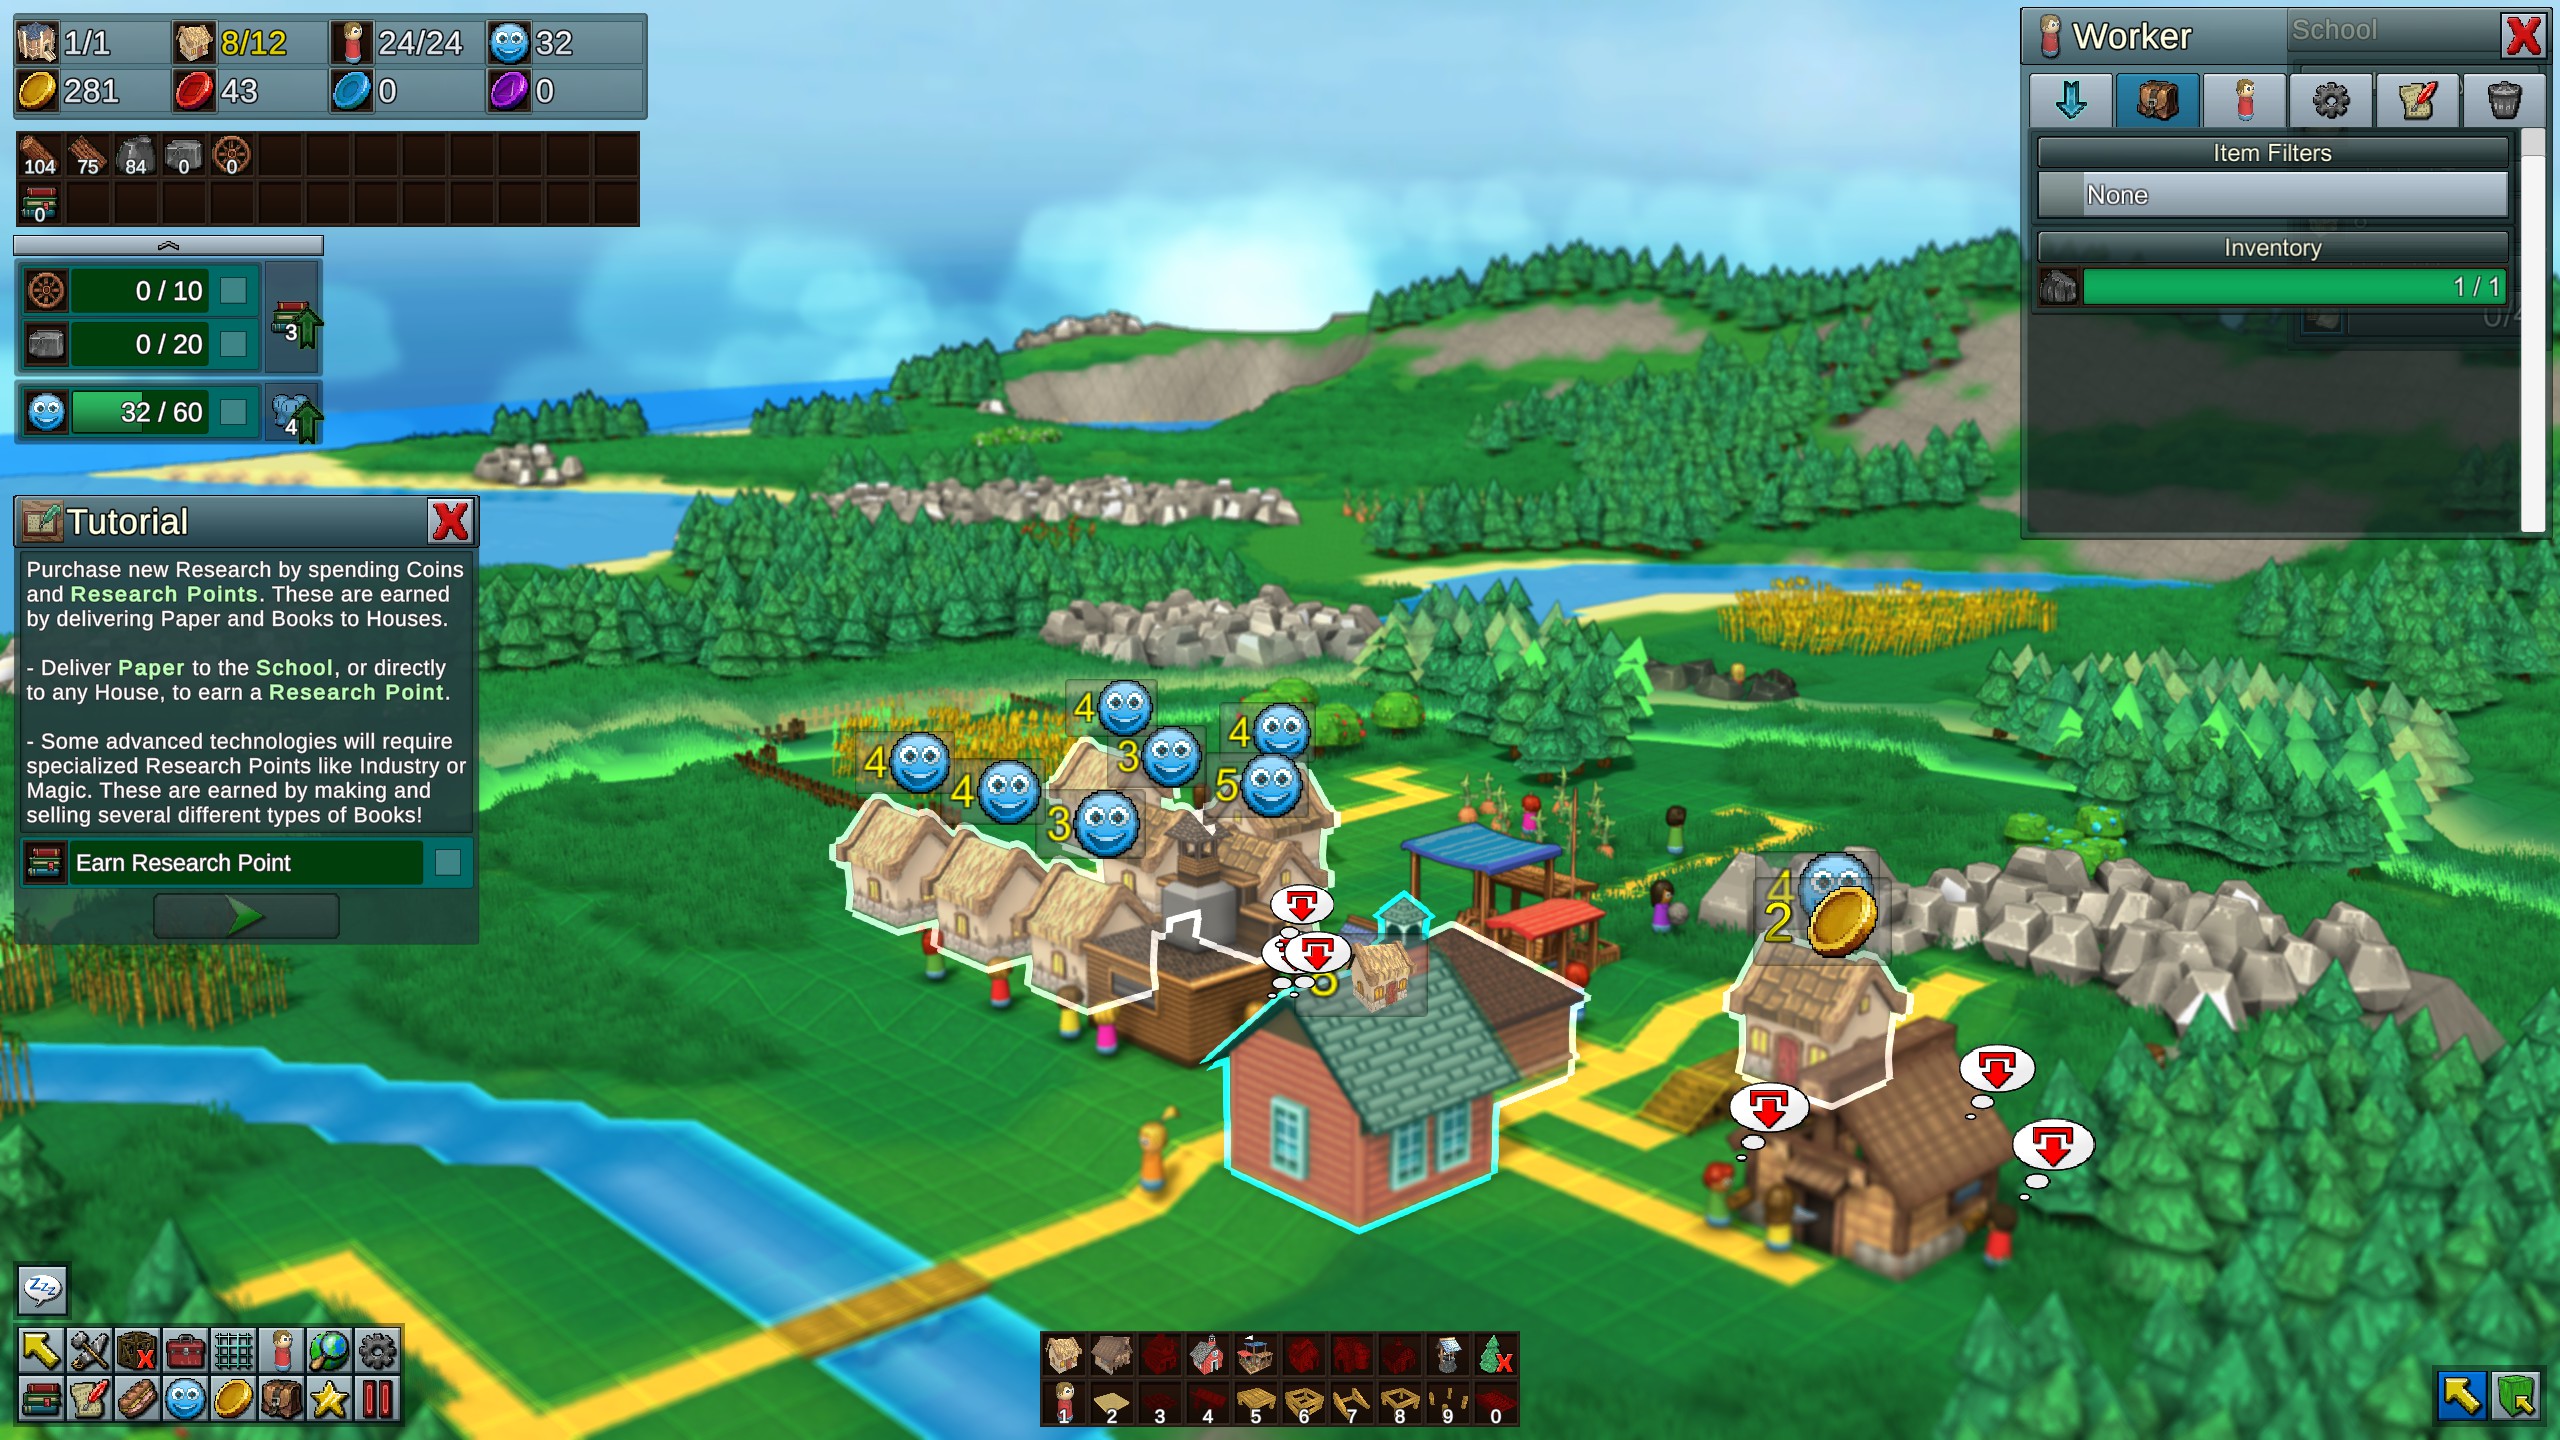 1/1
8/12
24/24
32
281
43
0
0
104
75
84
0
0
0
0 / 10
0 / 20
3
32 / 60
4
Tutorial
Purchase new Research by spending Coins
and Research Points. These are earned
by delivering Paper and Books to Houses.
- Deliver Paper to the School, or directly
to any House, to earn a Research Point.
- Some advanced technologies will require
specialized Research Points like Industry or
Magic. These are earned by making and
selling several different types of Books!
Earn Research Point
Worker
School
Item Filters
None
Inventory
1 / 1
4
3
4
4
4
5
3
4
2
Zzz
1
2
3
4
5
6
7
8
9
0